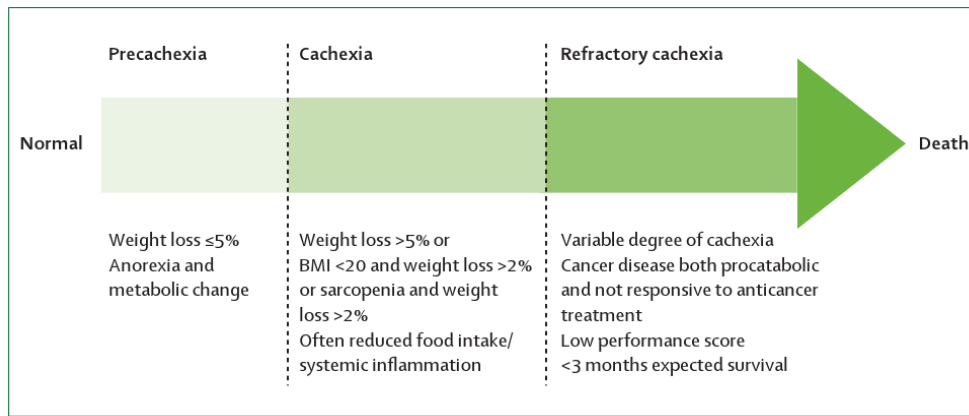 Precachexia
Cachexia
Refractory cachexia
Normal
Death
Weight loss ≤5%
Anorexia and
metabolic change
Weight loss >5% or
BMI <20 and weight loss >2%
or sarcopenia and weight
loss >2%
Often reduced food intake/
systemic inflammation
Variable degree of cachexia
Cancer disease both procatabolic
and not responsive to anticancer
treatment
Low performance score
<3 months expected survival